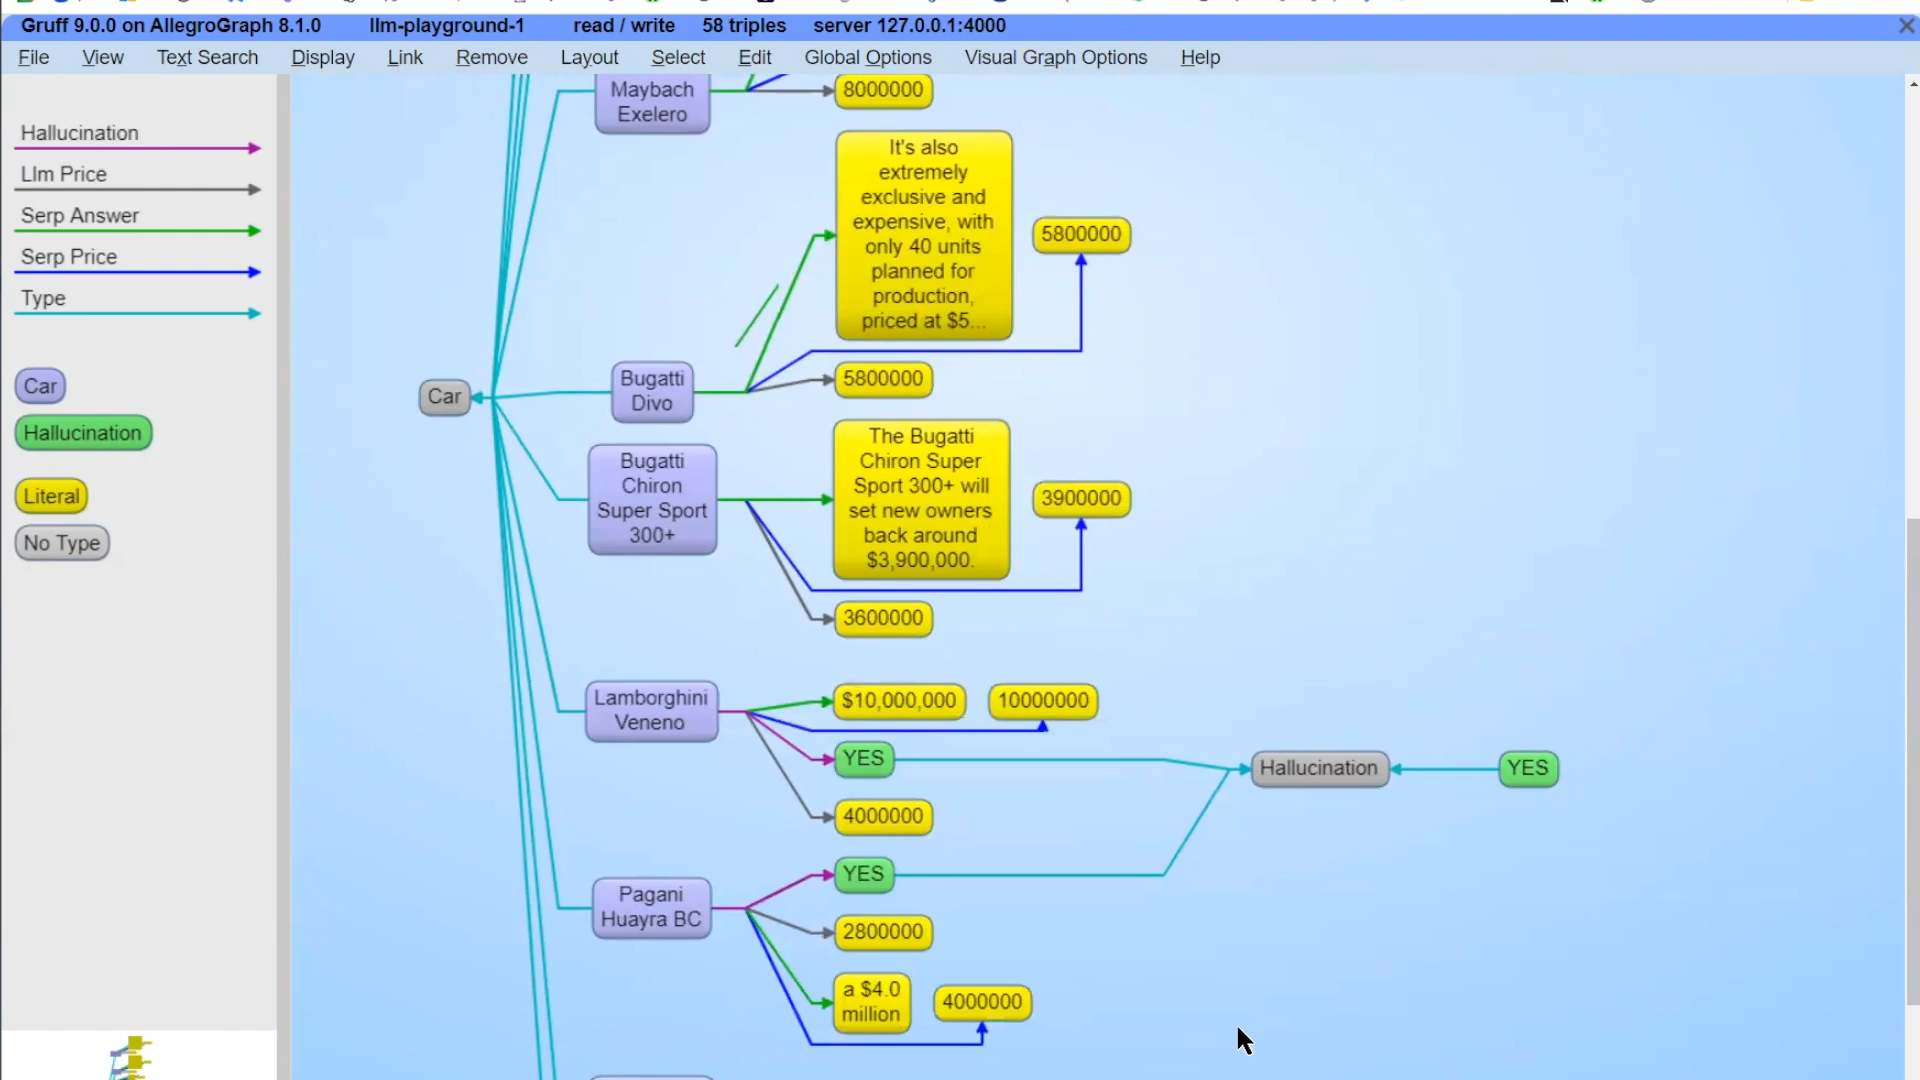 Gruff 9.0.0 on AllegroGraph 8.1.0 llm-playground-1 read / write 58 triples server 127.0.0.1:4000
File View Text Search Display Link Remove Layout Select Edit Global Options Visual Graph Options Help
Hallucination
Llm Price
Serp Answer
Serp Price
Type
Car
Hallucination
Literal
No Type
Car
Maybach
Exelero
8000000
It's also
extremely
exclusive and
expensive, with
only 40 units
planned for
production,
priced at $5...
5800000
Bugatti
Divo
5800000
Bugatti
Chiron
Super Sport
300+
The Bugatti
Chiron Super
Sport 300+ will
set new owners
back around
$3,900,000.
3900000
3600000
Lamborghini
Veneno
$10,000,000
10000000
YES
4000000
Hallucination
YES
Pagani
Huayra BC
YES
2800000
a $4.0
million
4000000